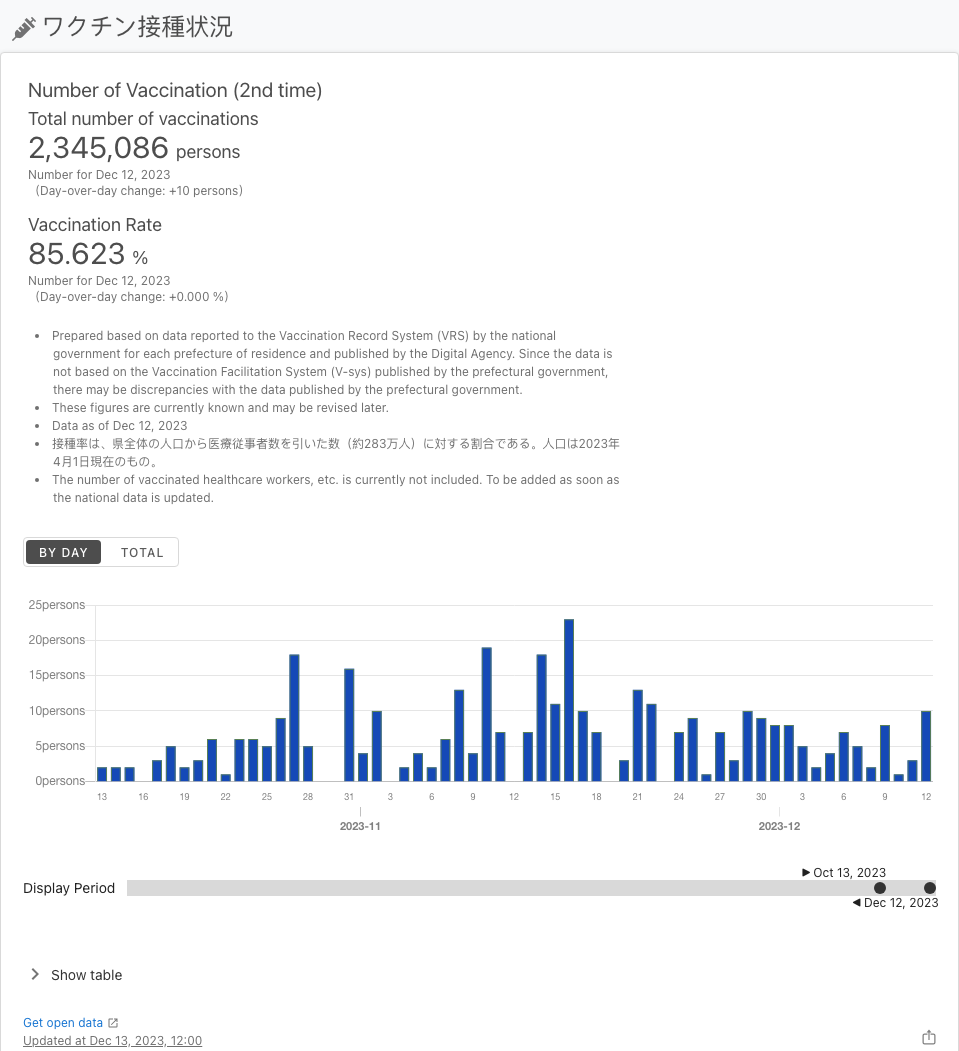 ワクチン接種状況
Number of Vaccination (2nd time)
Total number of vaccinations
2,345,086 persons
Number for Dec 12, 2023
(Day-over-day change: +10 persons)
Vaccination Rate
85.623 %
Number for Dec 12, 2023
(Day-over-day change: +0.000 %)
• Prepared based on data reported to the Vaccination Record System (VRS) by the national
government for each prefecture of residence and published by the Digital Agency. Since the data is
not based on the Vaccination Facilitation System (V-sys) published by the prefectural government,
there may be discrepancies with the data published by the prefectural government.
• These figures are currently known and may be revised later.
• Data as of Dec 12, 2023
• 接種率は、県全体の人口から医療従事者数を引いた数（約283万人）に対する割合である。人口は2023年
4月1日現在のもの。
• The number of vaccinated healthcare workers, etc. is currently not included. To be added as soon as
the national data is updated.
BY DAY TOTAL
25persons
20persons
15persons
10persons
5persons
0persons
13 16 19 22 25 28 31 3 6 9 12 15 18 21 24 27 30 3 6 9 12
2023-11 2023-12
Oct 13, 2023
Display Period
Dec 12, 2023
Show table
Get open data
Updated at Dec 13, 2023, 12:00